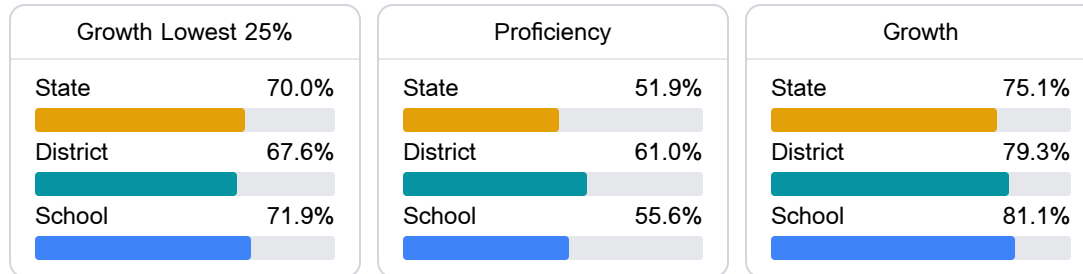 Growth Lowest 25%
State 70.0%
District 67.6%
School 71.9%
Proficiency
State 51.9%
District 61.0%
School 55.6%
Growth
State 75.1%
District 79.3%
School 81.1%